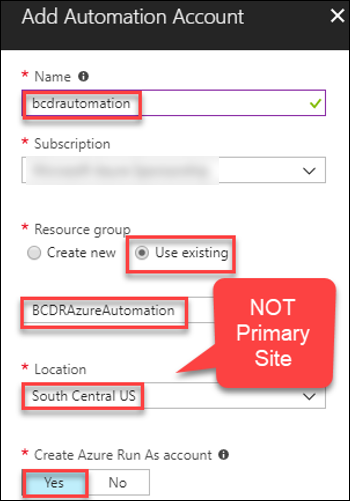 Add Automation Account
* Name
bcdrautomation
* Subscription
* Resource group
Create new Use existing
BCDRAzureAutomation
NOT
Primary
Site
* Location
South Central US
* Create Azure Run As account
Yes No